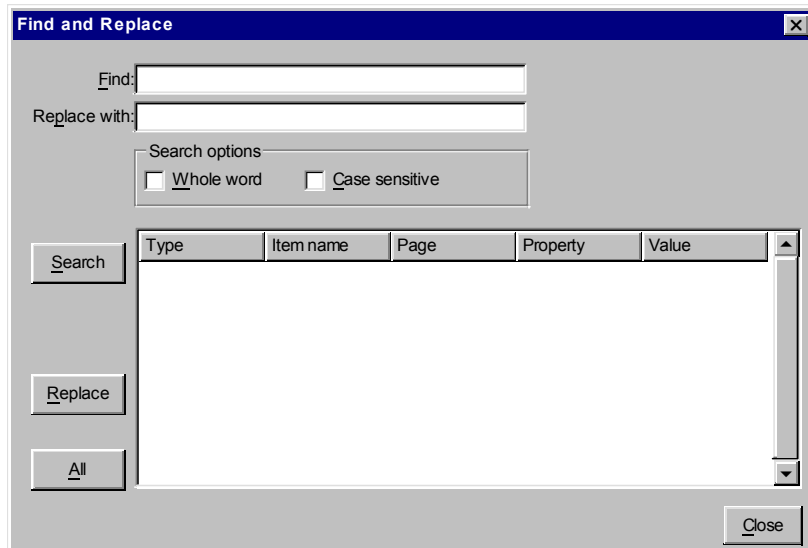 Find and Replace
Find:
Replace with:
Search options
Whole word Case sensitive
Type Item name Page Property Value
Search
Replace
All
Close